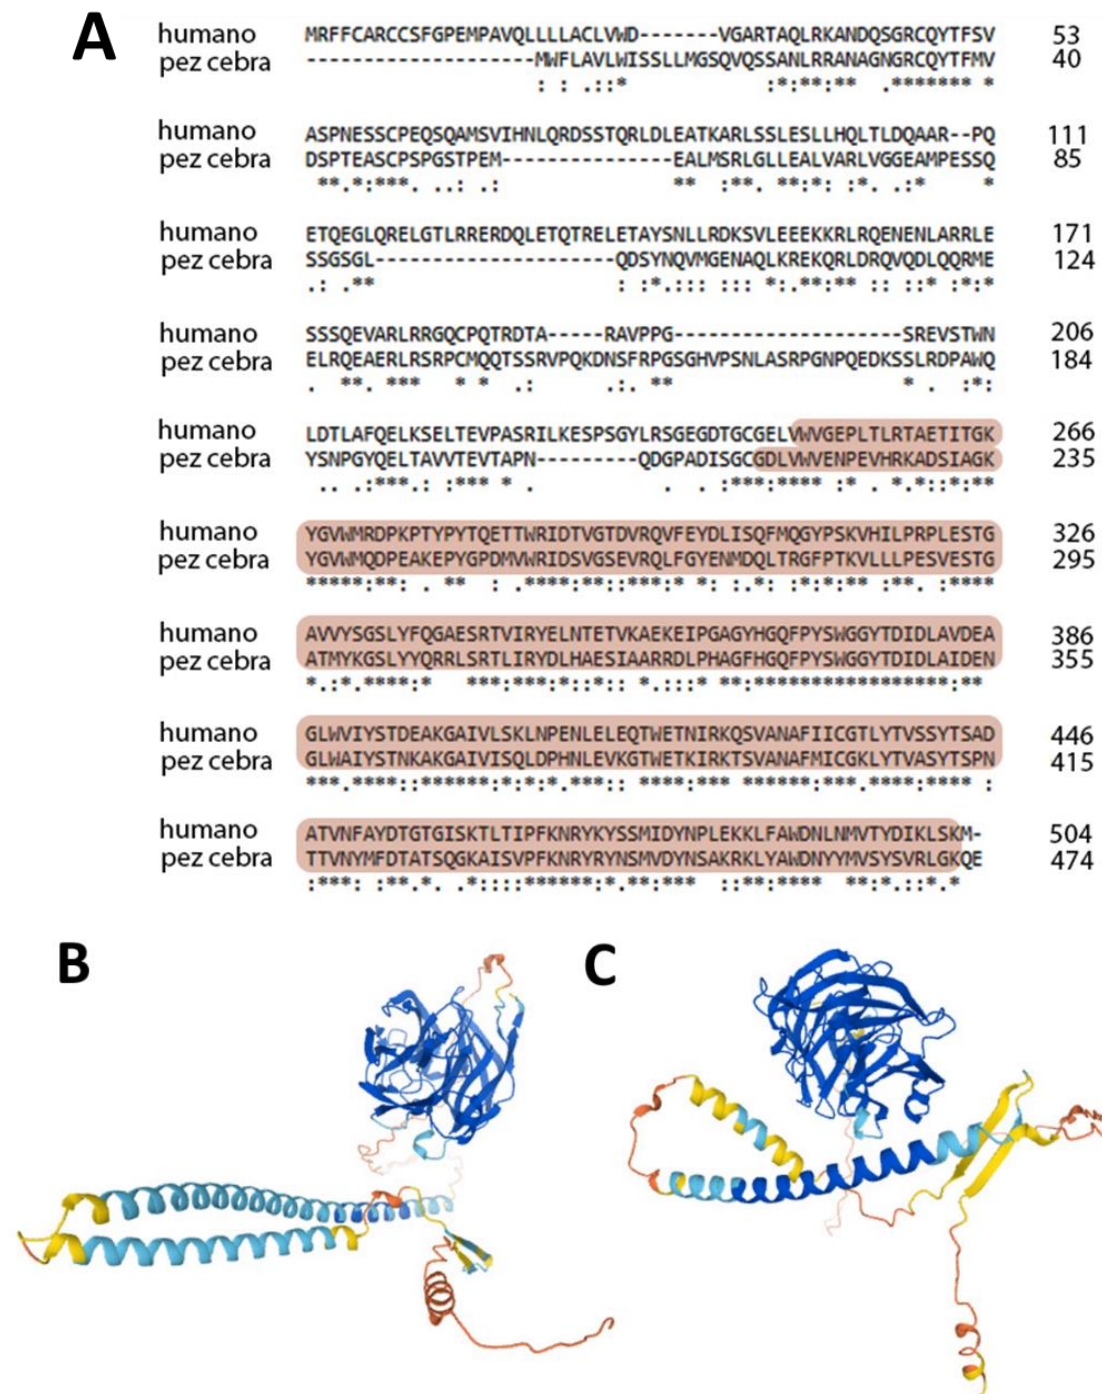 A
humano MRFFCARCCSFGPEMPAVQLLLLACLVWD-------VGARTAQLRKANDQSGRCQYTFSV 53
pez cebra --------------------MWFLAVLWISSLLMGSQVQSSANLRRANAGNGRCQYTFMV 40
: : .::* :*:**:** .******* *
humano ASPNESSCPEQSQAMSVIHNLQRDSSTQRLDLEATKARLSSLESLLHQLTLDQAAR--PQ 111
pez cebra DSPTEASCPSPGSTPEM---------------EALMSRLGLLEALVARLVGGEAMPESSQ 85
**.*:***. ..: .: ** :**. **:*: :*. .:* *
humano ETQEGLQRELGTLRRERDQLETQTRELETAYSNLLRDKSVLEEEKKRLRQENENLARRLE 171
pez cebra SSGSGL---------------------QDSYNQVMGENAQLKREKQRLDRQVQDLQQRME 124
.: .** : :*.::: ::: *:.**:** :: ::* :*:*
humano SSSQEVARLRRGQCPQTRDTA-----RAVPPG--------------------SREVSTWN 206
pez cebra ELRQEAERLRSRPCMQQTSSRVPQKDNSFRPGSGHVPSNLASRPGNPQEDKSSLRDPAWQ 184
. **. *** * * .: .:. ** * . :*:
humano LDTLAFQELKSELTEVPASRILKESPSGYLRSGEGDTGCGELVWVGEPLTLRTAETITGK 266
pez cebra YSNPGYQELTAVVTEVTAPN---------QDGPADISGCGDLVWVENPEVHRKADSIAGK 235
.. .:***.: :*** * . . . :***:**** :* . *.*::*:**
humano YGVWMRDPKPTYPYTQETTWRIDTVGTDVRQVFEYDLISQFMQGYPSKVHILPRPLESTG 326
pez cebra YGVWMQDPEAKEPYGPDMVWRIDSVGSEVRQLFGYENMDQLTRGFPTKVLLLPESVESTG 295
*****:**: . ** : .****:**::***:* *: :.*: :*:*:** :** :****
humano AVVYSGSLYFQGAESRTVIRYELNTETVKAEKEIPGAGYHGQFPYSWGGYTDIDLAVDEA 386
pez cebra ATMYKGSLYYQRRLSRTLIRYDLHAESIAARRDLPHAGFHGQFPYSWGGYTDIDLAIDEN 355
*.:*.****:* ***:***:*::*:: *.:::* **:*****************:**
humano GLWVIYSTDEAKGAIVLSKLNPENLELEQTWETNIRKQSVANAFIICGTLYTVSSYTSAD 446
pez cebra GLWAIYSTNKAKGAIVISQLDPHNLEVKGTWETKIRKTSVANAFMICGKLYTVASYTSPN 415
***.****::******:*:*:*.***:: ****:*** ******:***.****:**** :
humano ATVNFAYDTGTGISKTLTIPFKNRYKYSSMIDYNPLEKKLFAWDNLNMVTYDIKLSKM- 504
pez cebra TTVNYMFDTATSQGKAISVPFKNRYRYNSMVDYNSAKRKLYAWDNYYMVSYSVRLGKQE 474
:***: :**.*. .*::::******:*.**:*** ::**:**** **:*.::*.*
B
C